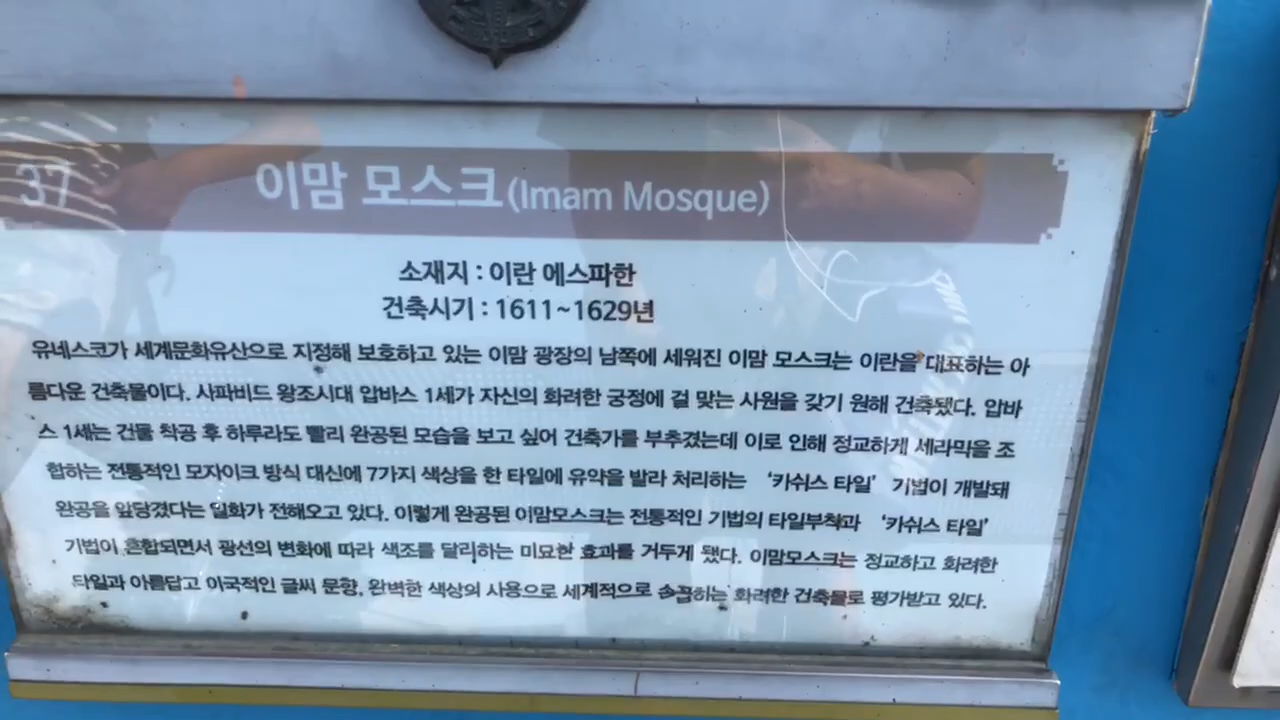 37
이맘 모스크(Imam Mosque)
소재지 : 이란 에스파한
건축시기 : 1611~1629년
유네스코가 세계문화유산으로 지정해 보호하고 있는 이맘 광장의 남쪽에 세워진 이맘 모스크는 이란을 대표하는 아
름다운 건축물이다. 사파비드 왕조시대 압바스 1세가 자신의 화려한 궁정에 걸 맞는 사원을 갖기 원해 건축됐다. 압바
스 1세는 건물 착공 후 하루라도 빨리 완공된 모습을 보고 싶어 건축가를 부추겼는데 이로 인해 정교하게 세라믹을 조
합하는 전통적인 모자이크 방식 대신에 7가지 색상을 한 타일에 유약을 발라 처리하는 ‘카쉬스 타일’ 기법이 개발돼
완공을 앞당겼다는 일화가 전해오고 있다. 이렇게 완공된 이맘모스크는 전통적인 기법의 타일부착과 ‘카쉬스 타일’
기법이 혼합되면서 광선의 변화에 따라 색조를 달리하는 미묘한 효과를 거두게 됐다. 이맘모스크는 정교하고 화려한
타일과 아름답고 이국적인 글씨 문향, 완벽한 색상의 사용으로 세계적으로 손꼽히는 화려한 건축물로 평가받고 있다.